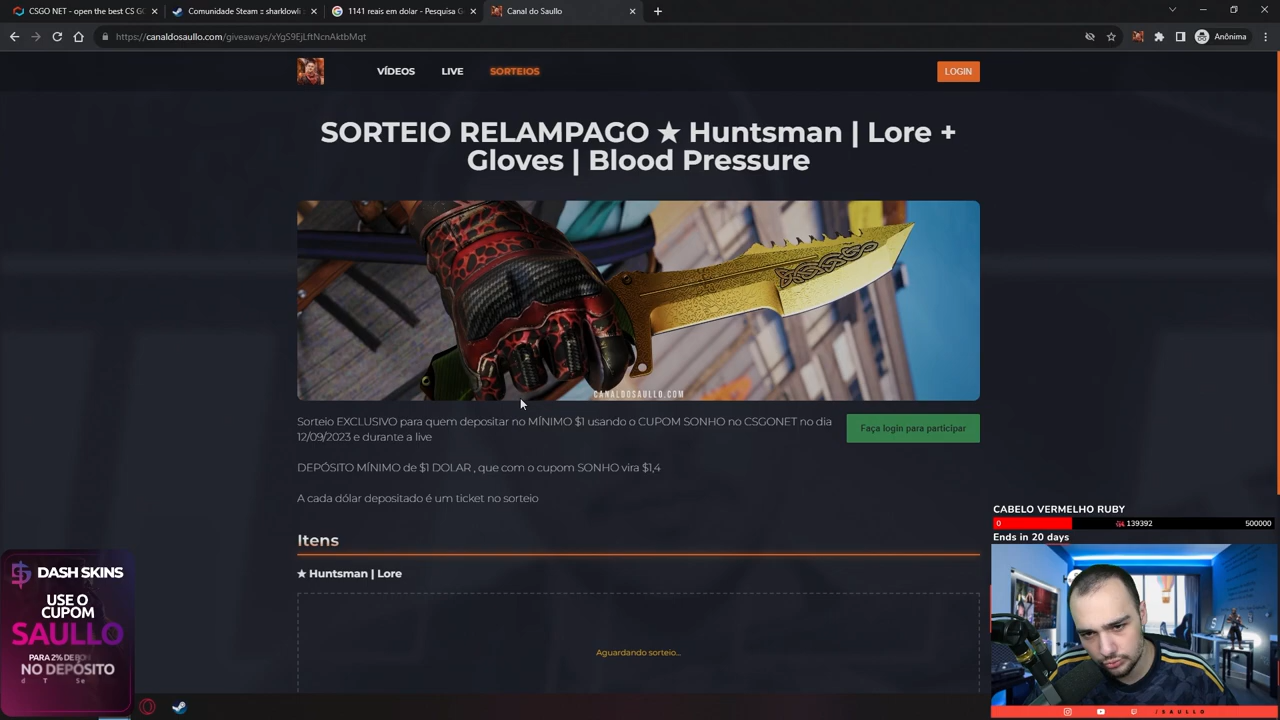 CSGO NET - open the best CS G
Comunidade Steam :: sharklowli
1141 reais em dolar - Pesquisa G
Canal do Saullo
https://canaldosaullo.com/giveaways/xYgS9EjLftNcnAktbMqt
Anônima
VÍDEOS
LIVE
SORTEIOS
LOGIN
SORTEIO RELAMPAGO ★ Huntsman | Lore +
Gloves | Blood Pressure
CANALDOSAULLO.COM
Sorteio EXCLUSIVO para quem depositar no MÍNIMO $1 usando o CUPOM SONHO no CSGONET no dia
12/09/2023 e durante a live
Faça login para participar
DEPÓSITO MÍNIMO de $1 DOLAR , que com o cupom SONHO vira $1,4
A cada dólar depositado é um ticket no sorteio
Itens
★ Huntsman | Lore
Aguardando sorteio...
CABELO VERMELHO RUBY
0
139392
500000
Ends in 20 days
DASH SKINS
USE O
CUPOM
SAULLO
PARA 2% DE
NO DEPÓSITO
/SAULLO